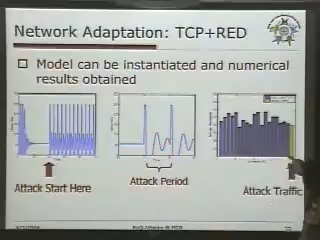 Network Adaptation: TCP+RED
Model can be instantiated and numerical
results obtained
Attack Start Here
Attack Period
Attack Traffic